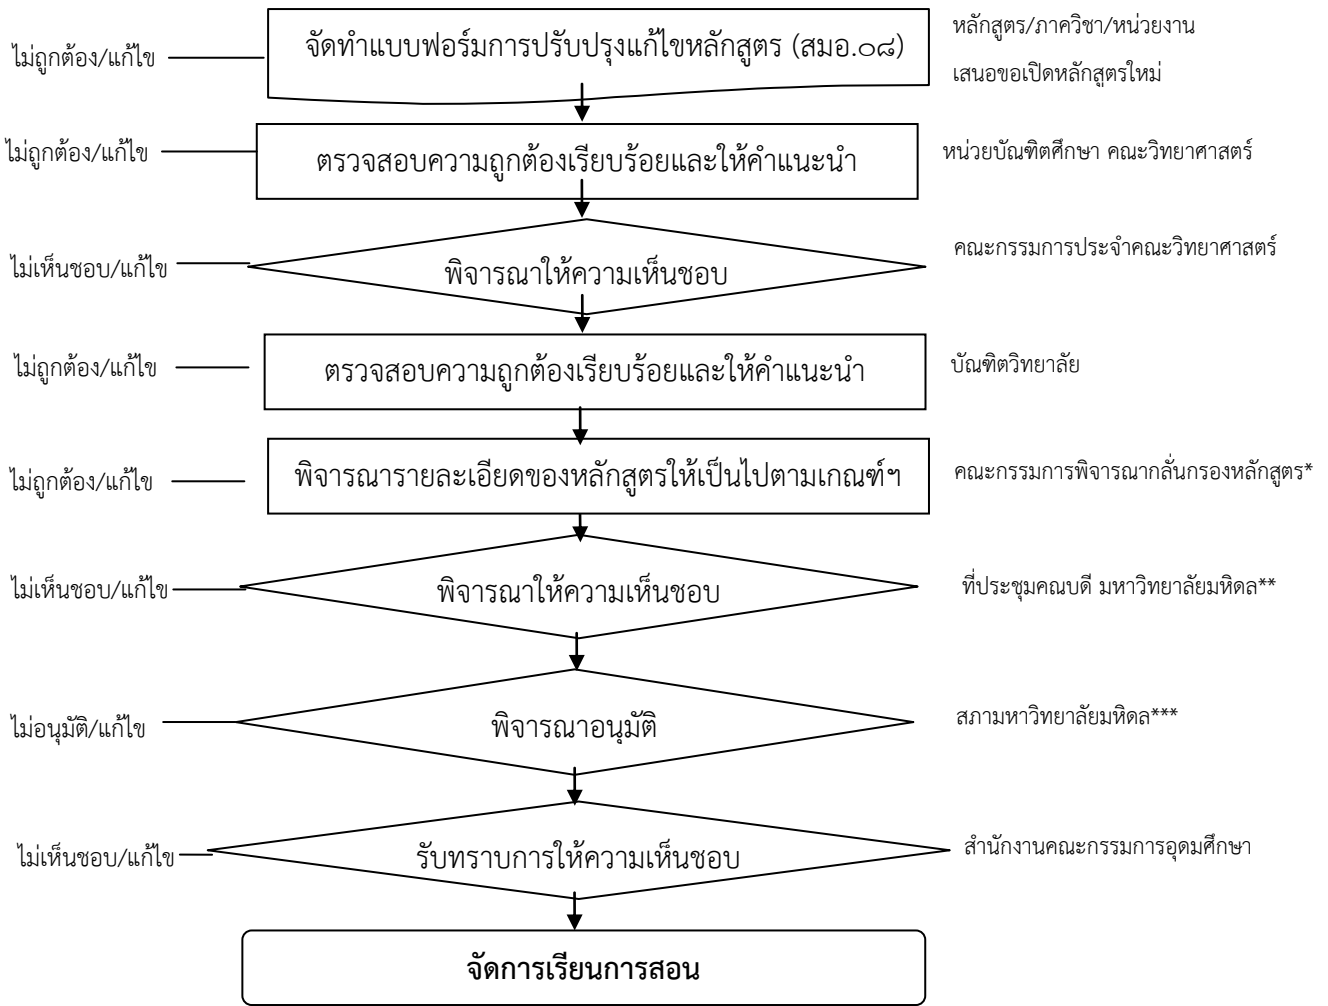 จัดทำแบบฟอร์มการปรับปรุงแก้ไขหลักสูตร (สมอ.๐๘)
หลักสูตร/ภาควิชา/หน่วยงาน
ไม่ถูกต้อง/แก้ไข
เสนอขอเปิดหลักสูตรใหม่
ไม่ถูกต้อง/แก้ไข
ตรวจสอบความถูกต้องเรียบร้อยและให้คำแนะนำ
หน่วยบัณฑิตศึกษา คณะวิทยาศาสตร์
ไม่เห็นชอบ/แก้ไข
พิจารณาให้ความเห็นชอบ
คณะกรรมการประจำคณะวิทยาศาสตร์
ไม่ถูกต้อง/แก้ไข
ตรวจสอบความถูกต้องเรียบร้อยและให้คำแนะนำ
บัณฑิตวิทยาลัย
ไม่ถูกต้อง/แก้ไข
พิจารณารายละเอียดของหลักสูตรให้เป็นไปตามเกณฑ์ฯ
คณะกรรมการพิจารณากลั่นกรองหลักสูตร*
ไม่เห็นชอบ/แก้ไข
พิจารณาให้ความเห็นชอบ
ที่ประชุมคณบดี มหาวิทยาลัยมหิดล**
ไม่อนุมัติ/แก้ไข
พิจารณาอนุมัติ
สภามหาวิทยาลัยมหิดล***
ไม่เห็นชอบ/แก้ไข
รับทราบการให้ความเห็นชอบ
สำนักงานคณะกรรมการอุดมศึกษา
จัดการเรียนการสอน